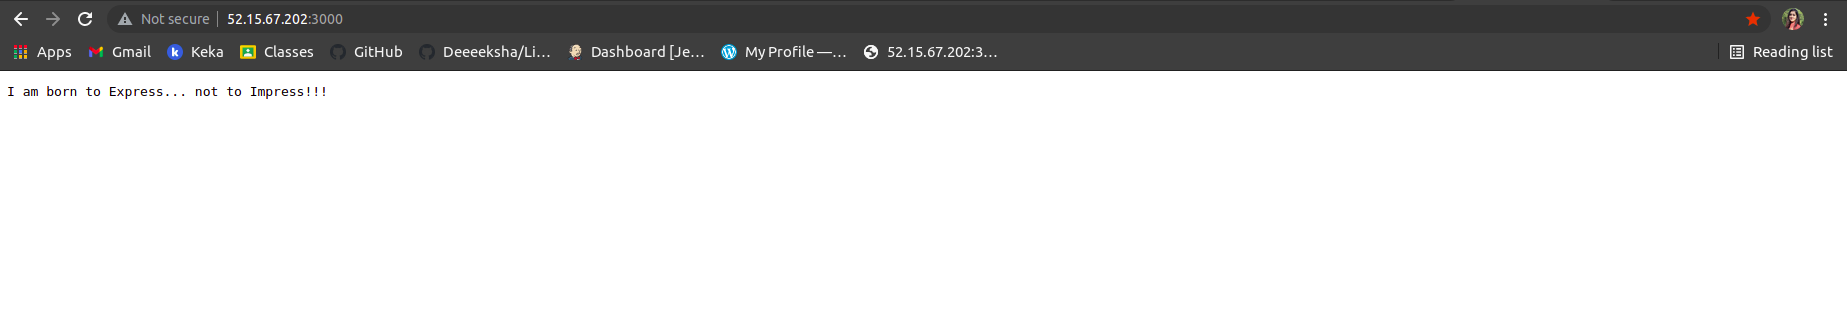 Not secure | 52.15.67.202:3000
Apps Gmail Keka Classes GitHub Deeeeksha/Li... Dashboard [Je... My Profile —... 52.15.67.202:3... Reading list
I am born to Express... not to Impress!!!